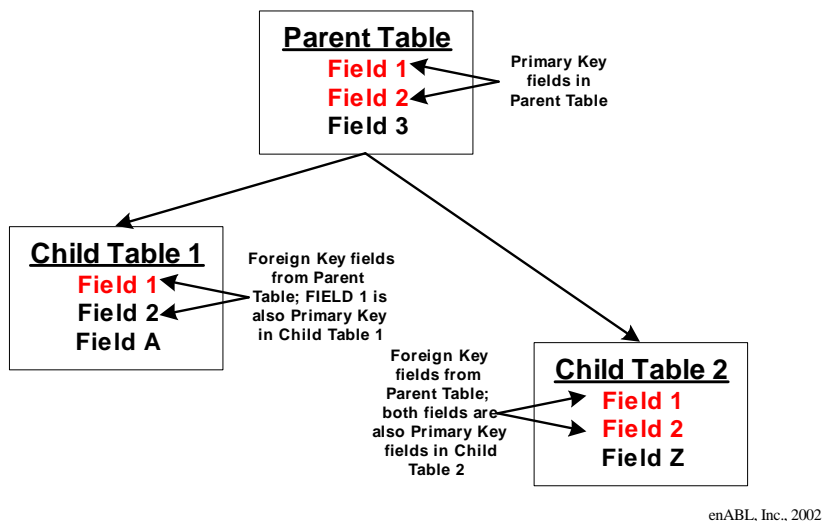 Parent Table
Field 1
Field 2
Field 3
Primary Key
fields in
Parent Table
Child Table 1
Field 1
Field 2
Field A
Foreign Key fields
from Parent
Table; FIELD 1 is
also Primary Key
in Child Table 1
Foreign Key
fields from
Parent Table;
both fields are
also Primary Key
fields in Child
Table 2
Child Table 2
Field 1
Field 2
Field Z
enABL, Inc., 2002